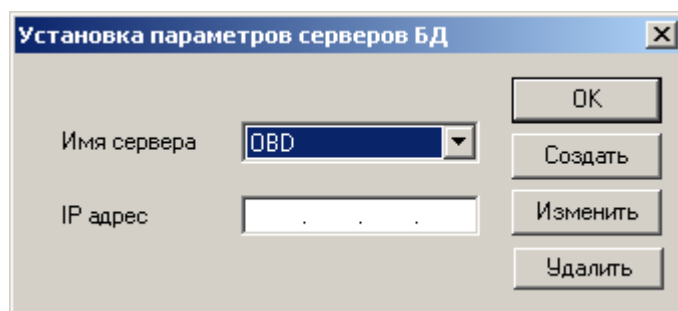 Установка параметров серверов БД
OK
Имя сервера OBD
Создать
IP адрес . . .
Изменить
Удалить